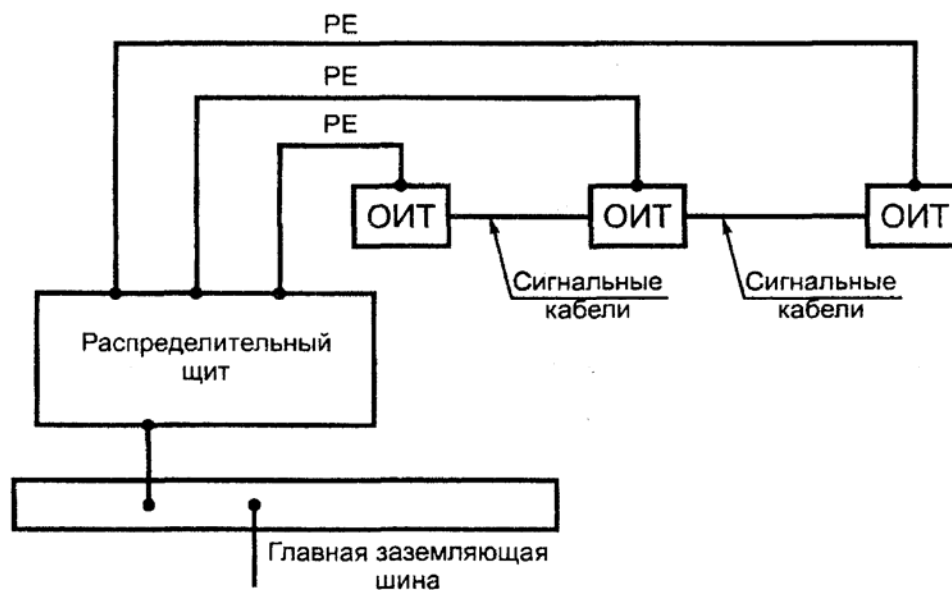 PE
PE
PE
ОИТ
ОИТ
ОИТ
Сигнальные
кабели
Сигнальные
кабели
Распределительный
щит
Главная заземляющая
шина